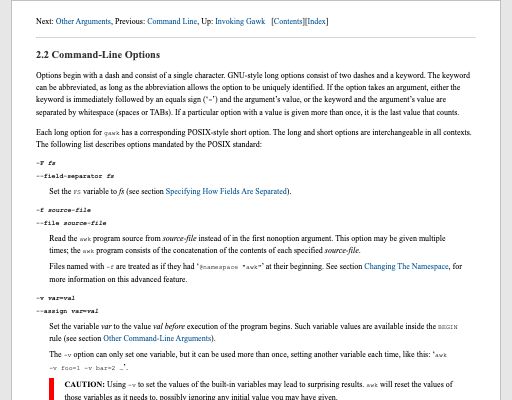 Next: Other Arguments, Previous: Command Line, Up: Invoking Gawk [Contents][Index]
2.2 Command-Line Options
Options begin with a dash and consist of a single character. GNU-style long options consist of two dashes and a keyword. The keyword
can be abbreviated, as long as the abbreviation allows the option to be uniquely identified. If the option takes an argument, either the
keyword is immediately followed by an equals sign (‘=’) and the argument’s value, or the keyword and the argument’s value are
separated by whitespace (spaces or TABs). If a particular option with a value is given more than once, it is the last value that counts.
Each long option for gawk has a corresponding POSIX-style short option. The long and short options are interchangeable in all contexts.
The following list describes options mandated by the POSIX standard:
-F fs
--field-separator fs
Set the FS variable to fs (see section Specifying How Fields Are Separated).
-f source-file
--file source-file
Read the awk program source from source-file instead of in the first nonoption argument. This option may be given multiple
times; the awk program consists of the concatenation of the contents of each specified source-file.
Files named with -f are treated as if they had ‘@namespace "awk"’ at their beginning. See section Changing The Namespace, for
more information on this advanced feature.
-v var=val
--assign var=val
Set the variable var to the value val before execution of the program begins. Such variable values are available inside the BEGIN
rule (see section Other Command-Line Arguments).
The -v option can only set one variable, but it can be used more than once, setting another variable each time, like this: ‘awk
-v foo=1 -v bar=2 …’.
CAUTION: Using -v to set the values of the built-in variables may lead to surprising results. awk will reset the values of
those variables as it needs to, possibly ignoring any initial value you may have given.